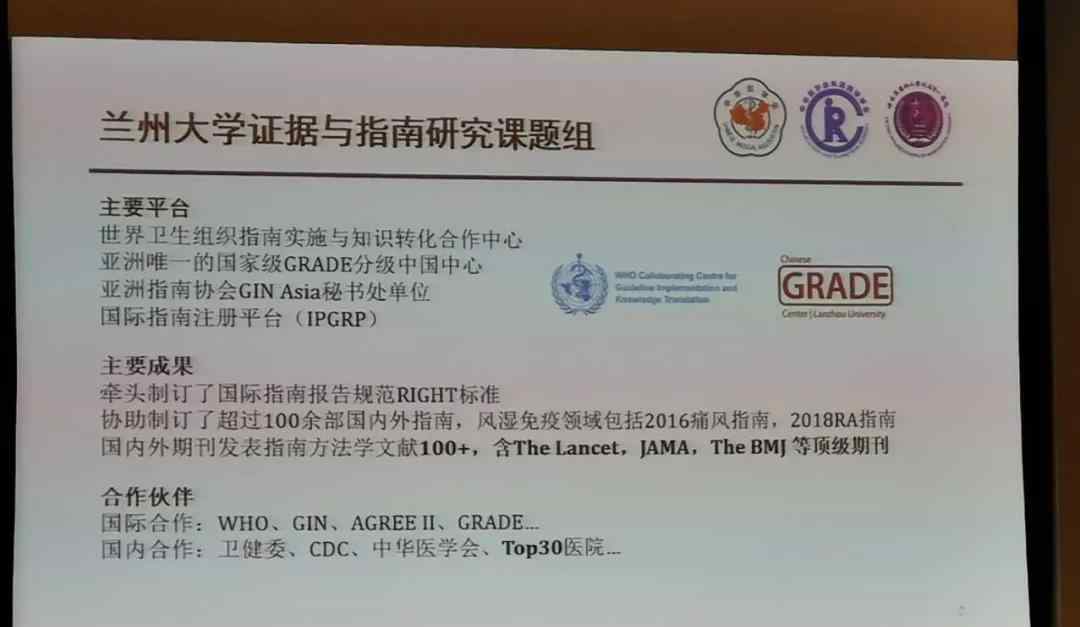 兰州大学证据与指南研究课题组
主要平台
世界卫生组织指南实施与知识转化合作中心
亚洲唯一的国家级GRADE分级中国中心
亚洲指南协会GIN Asia秘书处单位
国际指南注册平台（IPGRP）
WHO Collaborating Centre for
Guideline Implementation and
Knowledge Translation
Chinese
GRADE
Center | Lanzhou University
主要成果
牵头制订了国际指南报告规范RIGHT标准
协助制订了超过100余部国内外指南，风湿免疫领域包括2016痛风指南，2018RA指南
国内外期刊发表指南方法学文献100+，含The Lancet，JAMA，The BMJ 等顶级期刊
合作伙伴
国际合作：WHO、GIN、AGREE II、GRADE...
国内合作：卫健委、CDC、中华医学会、Top30医院...